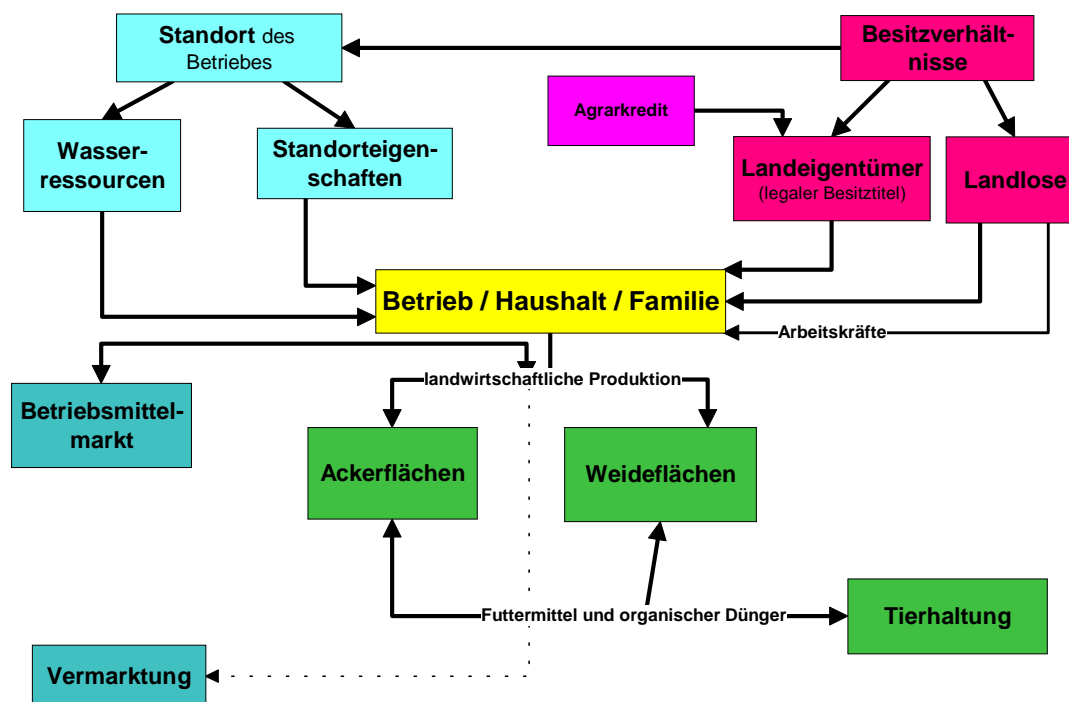 Standort des
Betriebes
Besitzverhält-
nisse
Agrarkredit
Wasser-
ressourcen
Standorteigen-
schaften
Landeigentümer
(legaler Besitztitel)
Landlose
Betrieb / Haushalt / Familie
Arbeitskräfte
landwirtschaftliche Produktion
Betriebsmittel-
markt
Ackerflächen
Weideflächen
Futtermittel und organischer Dünger
Tierhaltung
Vermarktung